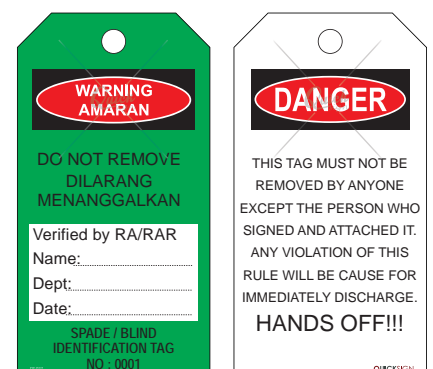 WARNING
AMARAN
DO NOT REMOVE
DILARANG
MENANGGALKAN
Verified by RA/RAR
Name:
Dept:
Date:
SPADE / BLIND
IDENTIFICATION TAG
NO : 0001
DANGER
THIS TAG MUST NOT BE
REMOVED BY ANYONE
EXCEPT THE PERSON WHO
SIGNED AND ATTACHED IT.
ANY VIOLATION OF THIS
RULE WILL BE CAUSE FOR
IMMEDIATELY DISCHARGE.
HANDS OFF!!!